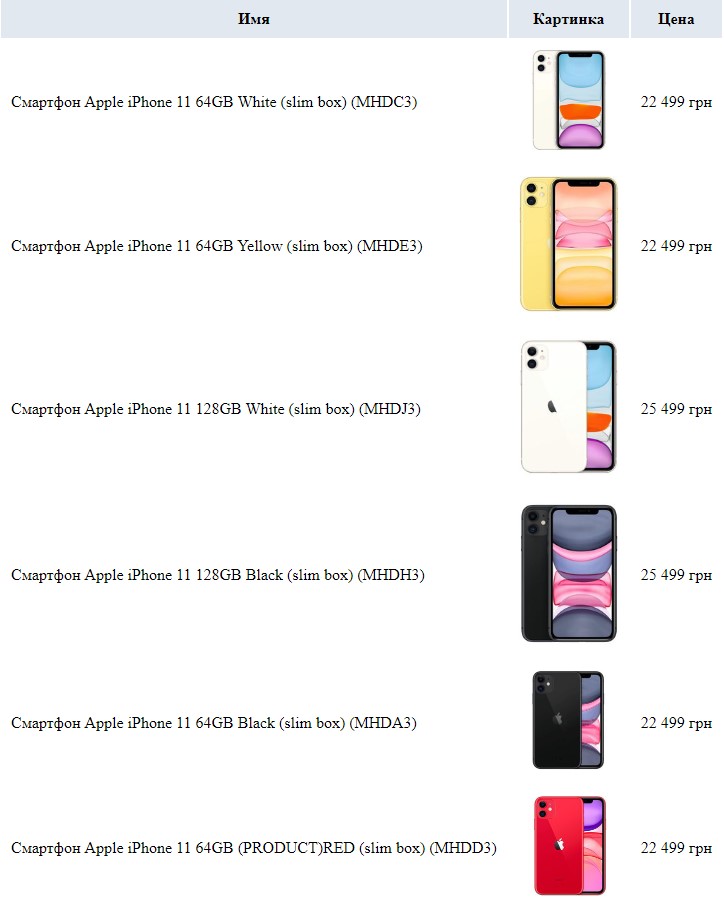 Имя Картинка Цена
Смартфон Apple iPhone 11 64GB White (slim box) (MHDC3) 22 499 грн
Смартфон Apple iPhone 11 64GB Yellow (slim box) (MHDE3) 22 499 грн
Смартфон Apple iPhone 11 128GB White (slim box) (MHDJ3) 25 499 грн
Смартфон Apple iPhone 11 128GB Black (slim box) (MHDH3) 25 499 грн
Смартфон Apple iPhone 11 64GB Black (slim box) (MHDA3) 22 499 грн
Смартфон Apple iPhone 11 64GB (PRODUCT)RED (slim box) (MHDD3) 22 499 грн